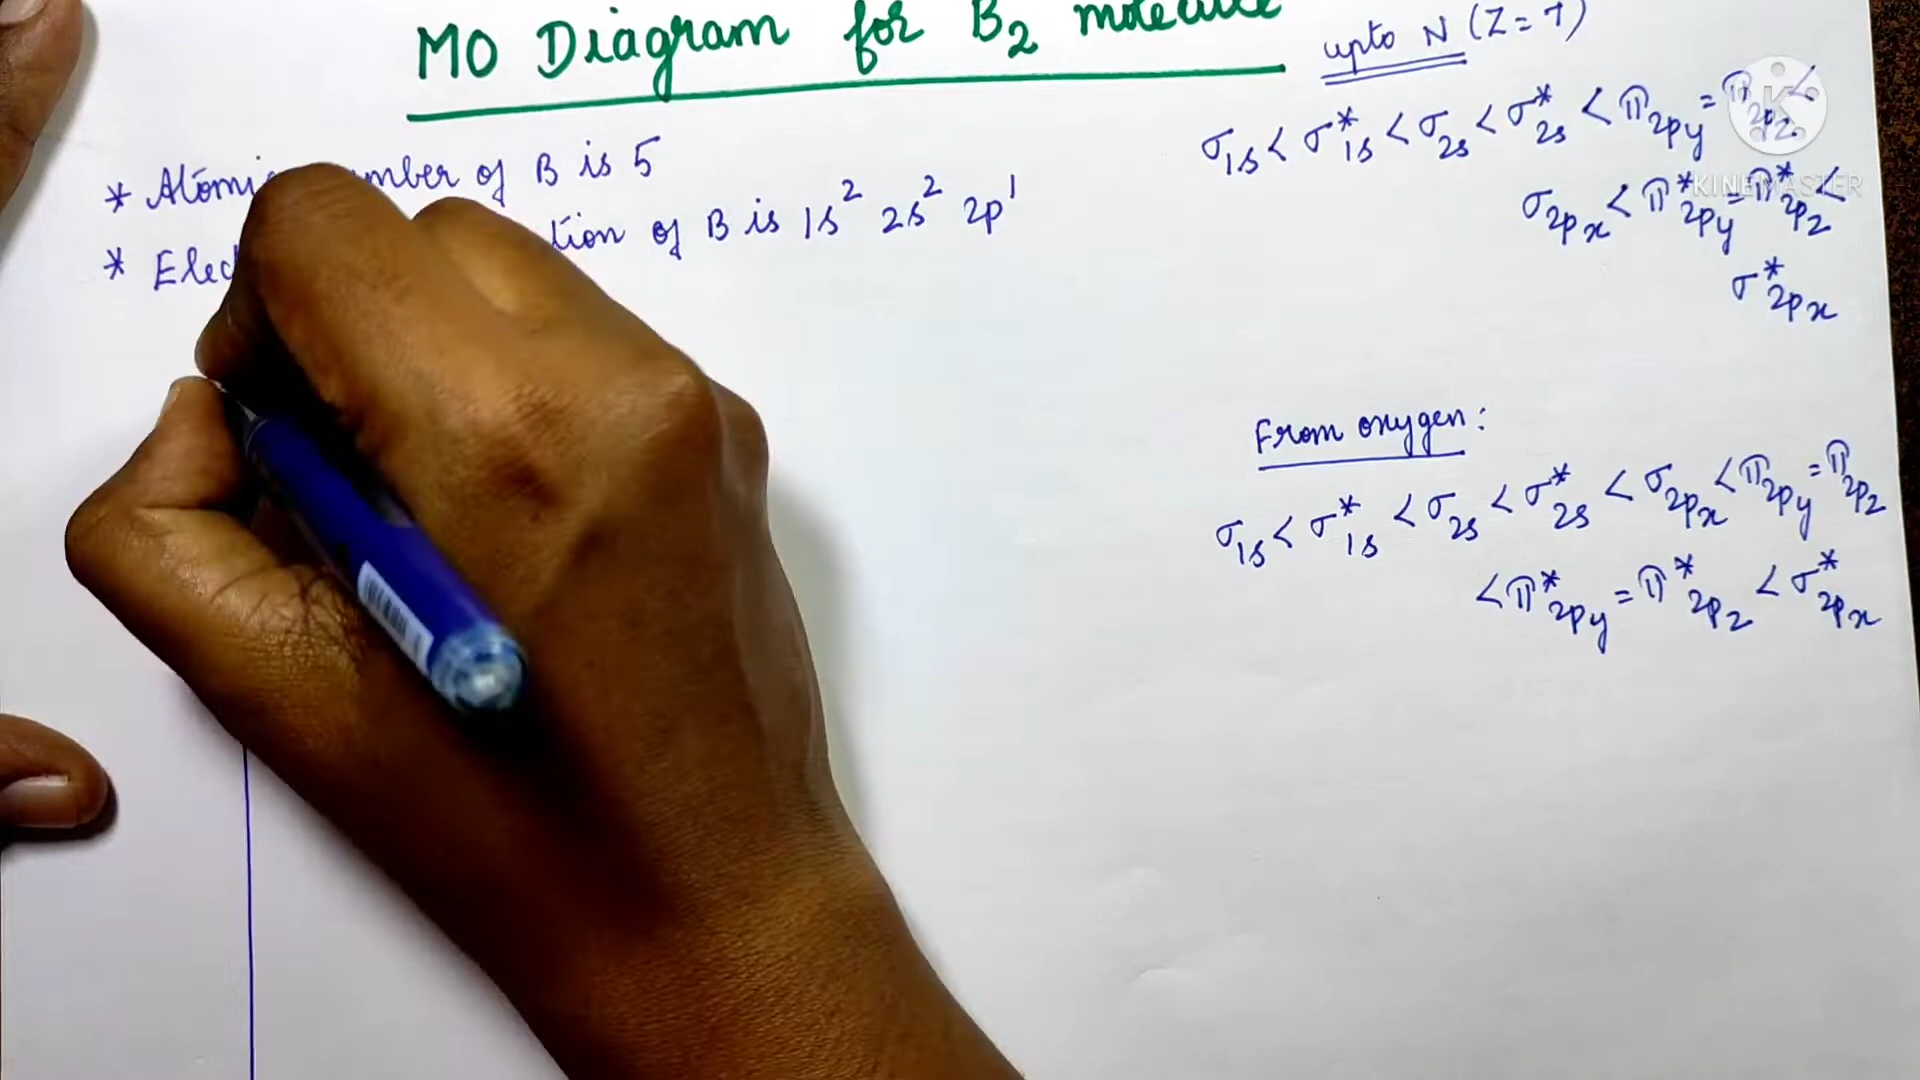 MO Diagram for B₂ molecule
* Atomic number of B is 5
* Elec tion of B is 1s² 2s² 2p¹
upto N (Z=7)
σ1s < σ*1s < σ2s < σ*2s < π2py = π2pz <
σ2px < π*2py = π*2pz <
σ*2px
KINEMASTER
From oxygen:
σ1s < σ*1s < σ2s < σ*2s < σ2px < π2py = π2pz
< π*2py = π*2pz < σ*2px